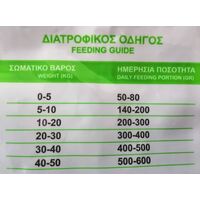 ΔΙΑΤΡΟΦΙΚΟΣ ΟΔΗΓΟΣ
FEEDING GUIDE
ΣΩΜΑΤΙΚΟ ΒΑΡΟΣ ΗΜΕΡΗΣΙΑ ΠΟΣΟΤΗΤΑ
WEIGHT (KG) DAILY FEEDING PORTION (GR)
0-5 50-80
5-10 140-200
10-20 200-300
20-30 300-400
30-40 400-500
40-50 500-600